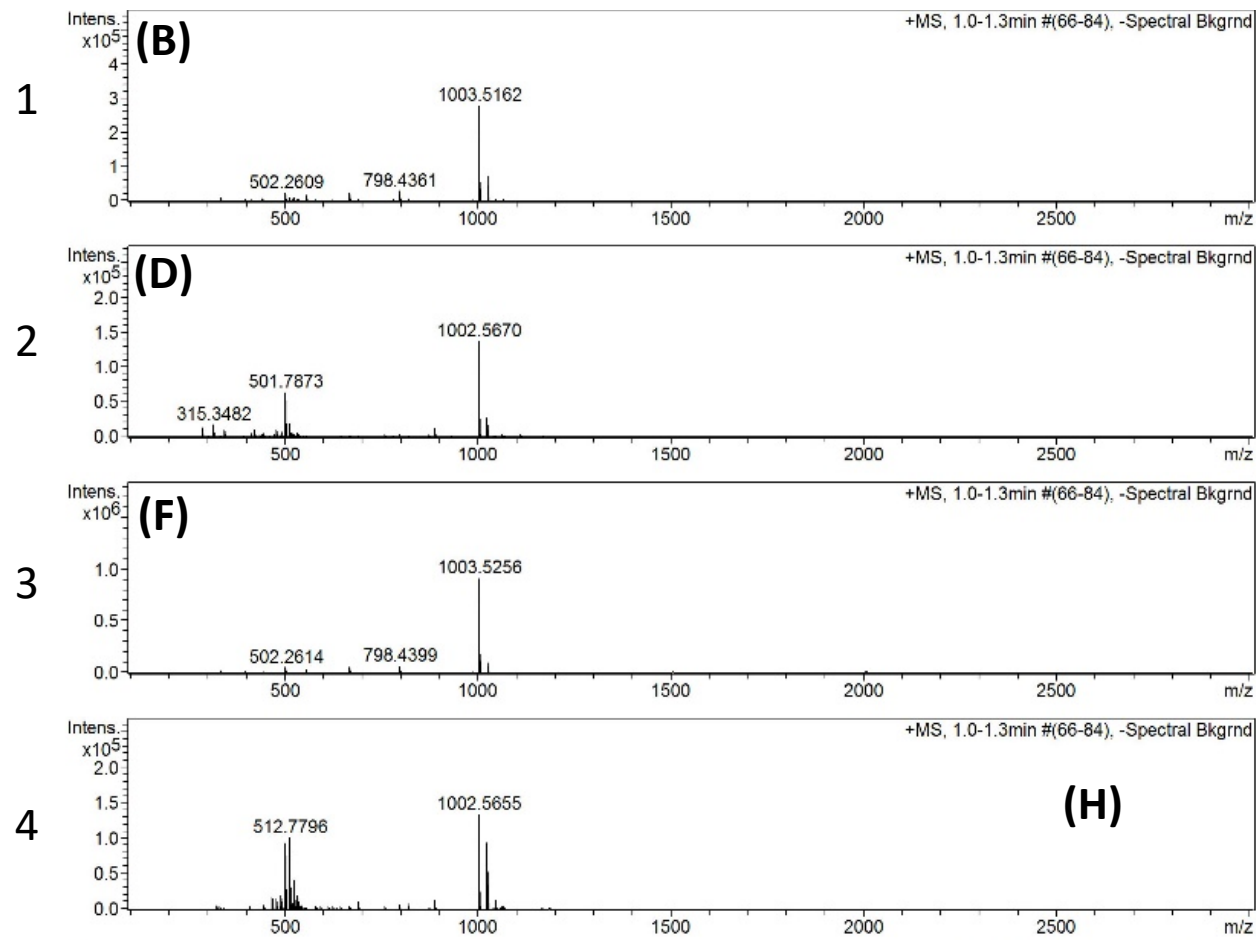 1
(B)
Intens.
x10⁵
+MS, 1.0-1.3min #(66-84), -Spectral Bkgrnd
4
3
2
1
0
1003.5162
502.2609
798.4361
500 1000 1500 2000 2500 m/z
2
(D)
Intens.
x10⁵
+MS, 1.0-1.3min #(66-84), -Spectral Bkgrnd
2.0
1.5
1.0
0.5
0.0
1002.5670
501.7873
315.3482
500 1000 1500 2000 2500 m/z
3
(F)
Intens.
x10⁶
+MS, 1.0-1.3min #(66-84), -Spectral Bkgrnd
1.0
0.5
0.0
1003.5256
502.2614
798.4399
500 1000 1500 2000 2500 m/z
4
Intens.
x10⁵
+MS, 1.0-1.3min #(66-84), -Spectral Bkgrnd
2.0
1.5
1.0
0.5
0.0
1002.5655
(H)
512.7796
500 1000 1500 2000 2500 m/z